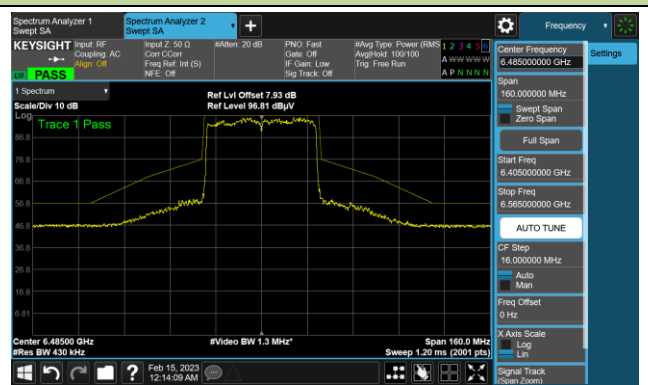 Spectrum Analyzer 1
Swept SA
Spectrum Analyzer 2
Swept SA
Frequency
KEYSIGHT
Input: RF
Coupling: AC
Align: Off
Input Z: 50 Ω
Corr CCorr
Freq Ref: Int (S)
NFE: Off
#Atten: 20 dB
PNO: Fast
Gate: Off
IF Gain: Low
Sig Track: Off
#Avg Type: Power (RMS
Avg|Hold: 100/100
Trig: Free Run
1 2 3 4 5 6
A W W W W W
A P N N N N
PASS
1 Spectrum
Scale/Div 10 dB
Ref Lvl Offset 7.93 dB
Ref Level 96.81 dBµV
Log
Trace 1 Pass
86.8
76.8
66.8
56.8
46.8
36.8
26.8
16.8
6.81
Center 6.48500 GHz
#Res BW 430 kHz
#Video BW 1.3 MHz*
Span 160.0 MHz
Sweep 1.20 ms (2001 pts)
Feb 15, 2023
12:14:09 AM
Center Frequency
6.485000000 GHz
Settings
Span
160.000000 MHz
Swept Span
Zero Span
Full Span
Start Freq
6.405000000 GHz
Stop Freq
6.565000000 GHz
AUTO TUNE
CF Step
16.000000 MHz
Auto
Man
Freq Offset
0 Hz
X Axis Scale
Log
Lin
Signal Track
(Span Zoom)